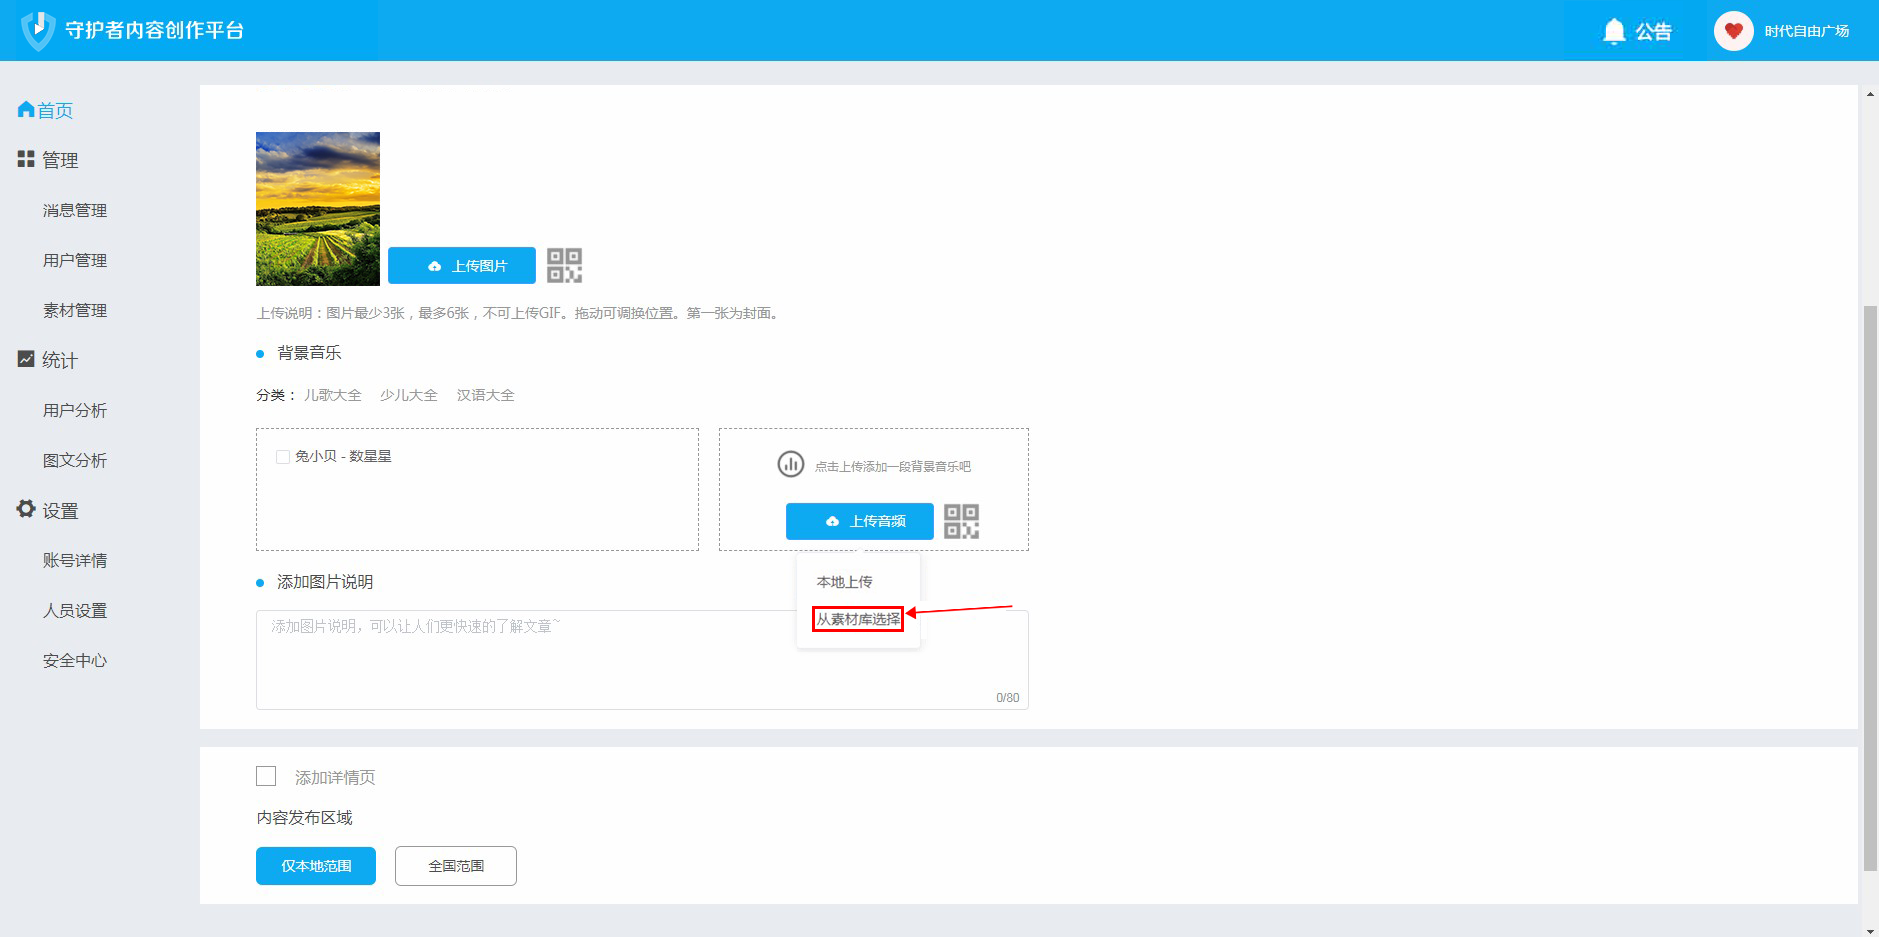 守护者内容创作平台
公告
时代自由广场
首页
管理
消息管理
用户管理
素材管理
统计
用户分析
图文分析
设置
账号详情
人员设置
安全中心
上传图片
上传说明：图片最少3张，最多6张，不可上传GIF。拖动可调换位置。第一张为封面。
背景音乐
分类： 儿歌大全 少儿大全 汉语大全
兔小贝 - 数星星
点击上传添加一段背景音乐吧
上传音频
本地上传
从素材库选择
添加图片说明
添加图片说明，可以让人们更快速的了解文章~
0/80
添加详情页
内容发布区域
仅本地范围
全国范围